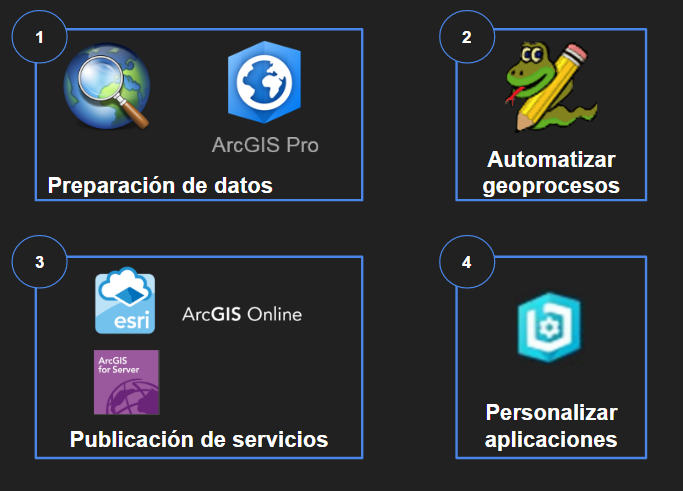 1
ArcGIS Pro
Preparación de datos
2
Automatizar
geoprocesos
3
esri
ArcGIS Online
ArcGIS
for Server
Publicación de servicios
4
Personalizar
aplicaciones